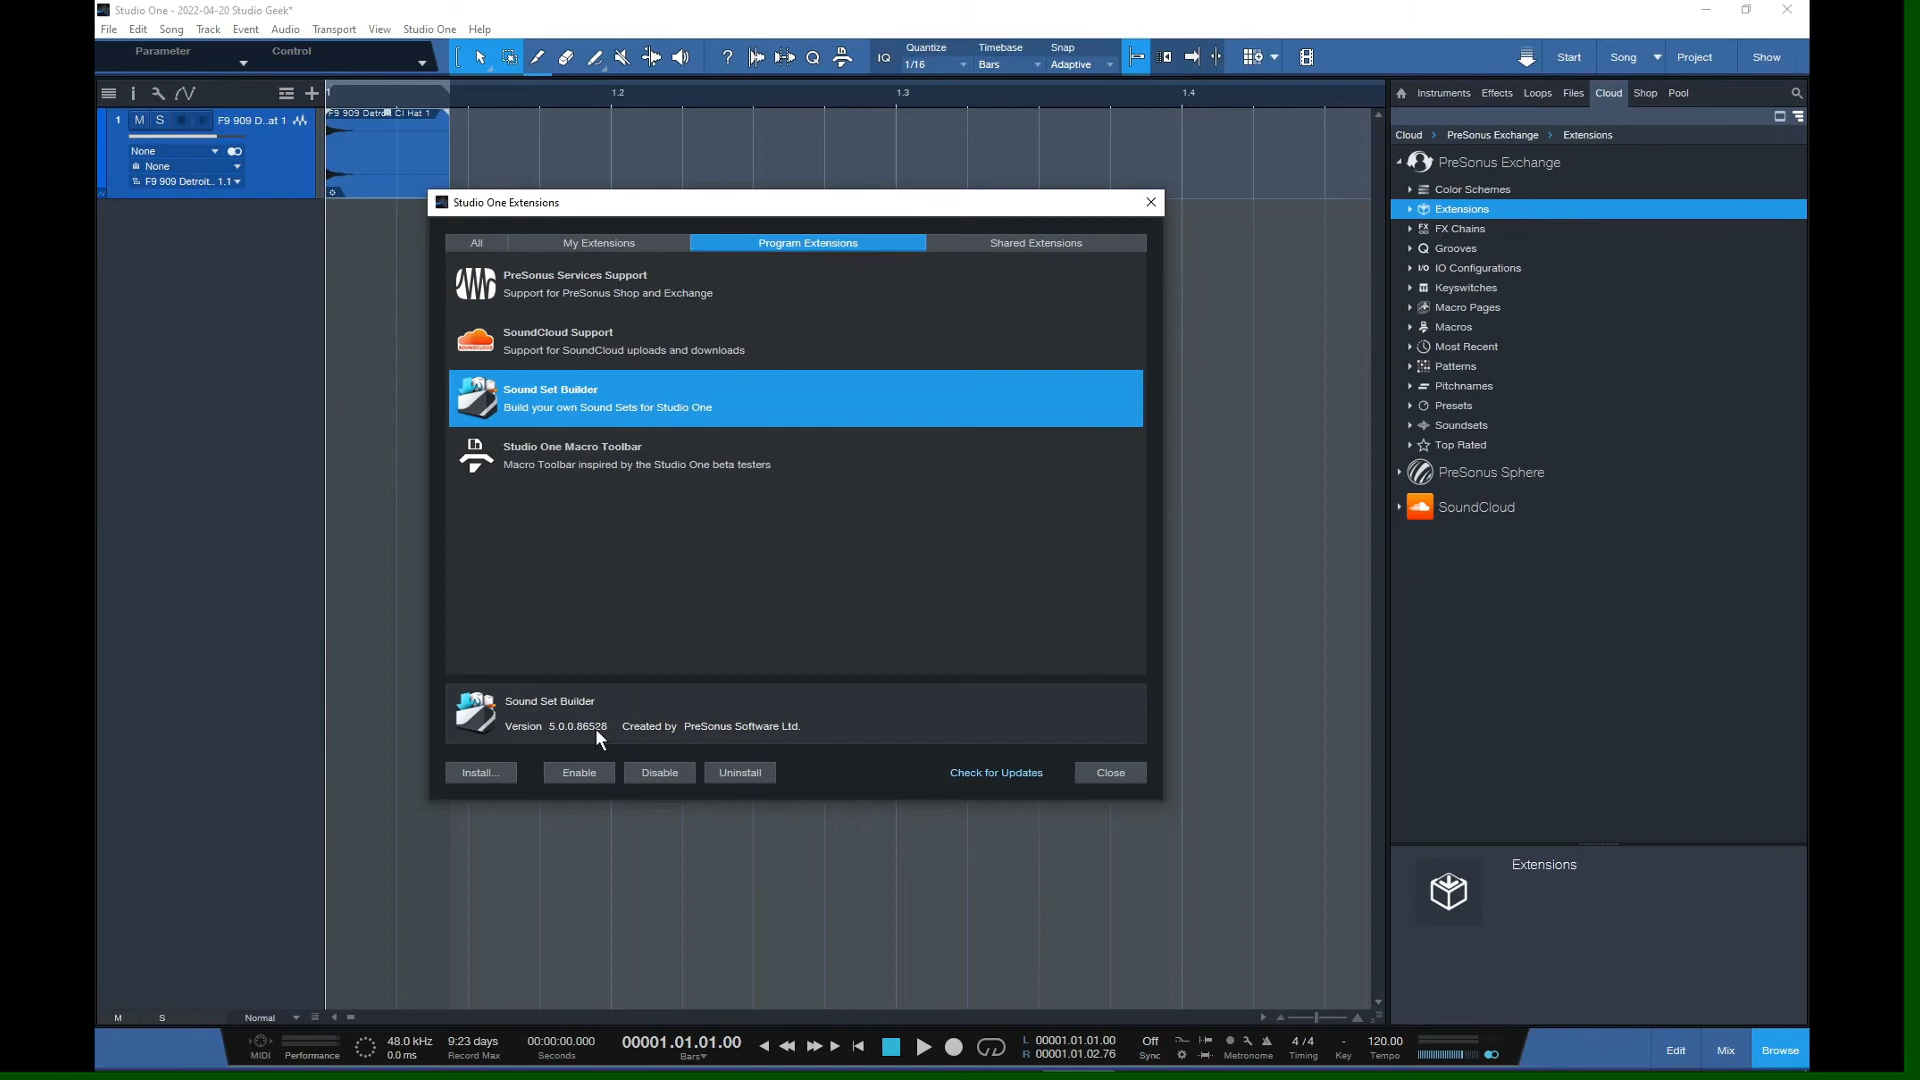 Studio One - 2022-04-20 Studio Geek*
File Edit Song Track Event Audio Transport View Studio One Help
Parameter Control
IQ Quantize 1/16 Timebase Bars Snap Adaptive
Start Song Project Show
1 1.2 1.3 1.4
Instruments Effects Loops Files Cloud Shop Pool
1 M S F9 909 D..at 1
None
None
F9 909 Detroit.. 1.1
F9 909 Detroit Cl Hat 1
Cloud PreSonus Exchange Extensions
PreSonus Exchange
Color Schemes
Extensions
FX Chains
Grooves
I/O IO Configurations
Keyswitches
Macro Pages
Macros
Most Recent
Patterns
Pitchnames
Presets
Soundsets
Top Rated
PreSonus Sphere
SoundCloud
Extensions
Studio One Extensions
All My Extensions Program Extensions Shared Extensions
PreSonus Services Support
Support for PreSonus Shop and Exchange
SoundCloud Support
Support for SoundCloud uploads and downloads
Sound Set Builder
Build your own Sound Sets for Studio One
Studio One Macro Toolbar
Macro Toolbar inspired by the Studio One beta testers
Sound Set Builder
Version 5.0.0.86528 Created by PreSonus Software Ltd.
Install... Enable Disable Uninstall Check for Updates Close
M S Normal
MIDI Performance
48.0 kHz
0.0 ms
9:23 days
Record Max
00:00:00.000
Seconds
00001.01.01.00
Bars
L 00001.01.01.00
R 00001.01.02.76
Off
Sync
Metronome
Timing
4 / 4
-
Key
120.00
Tempo
Edit Mix Browse